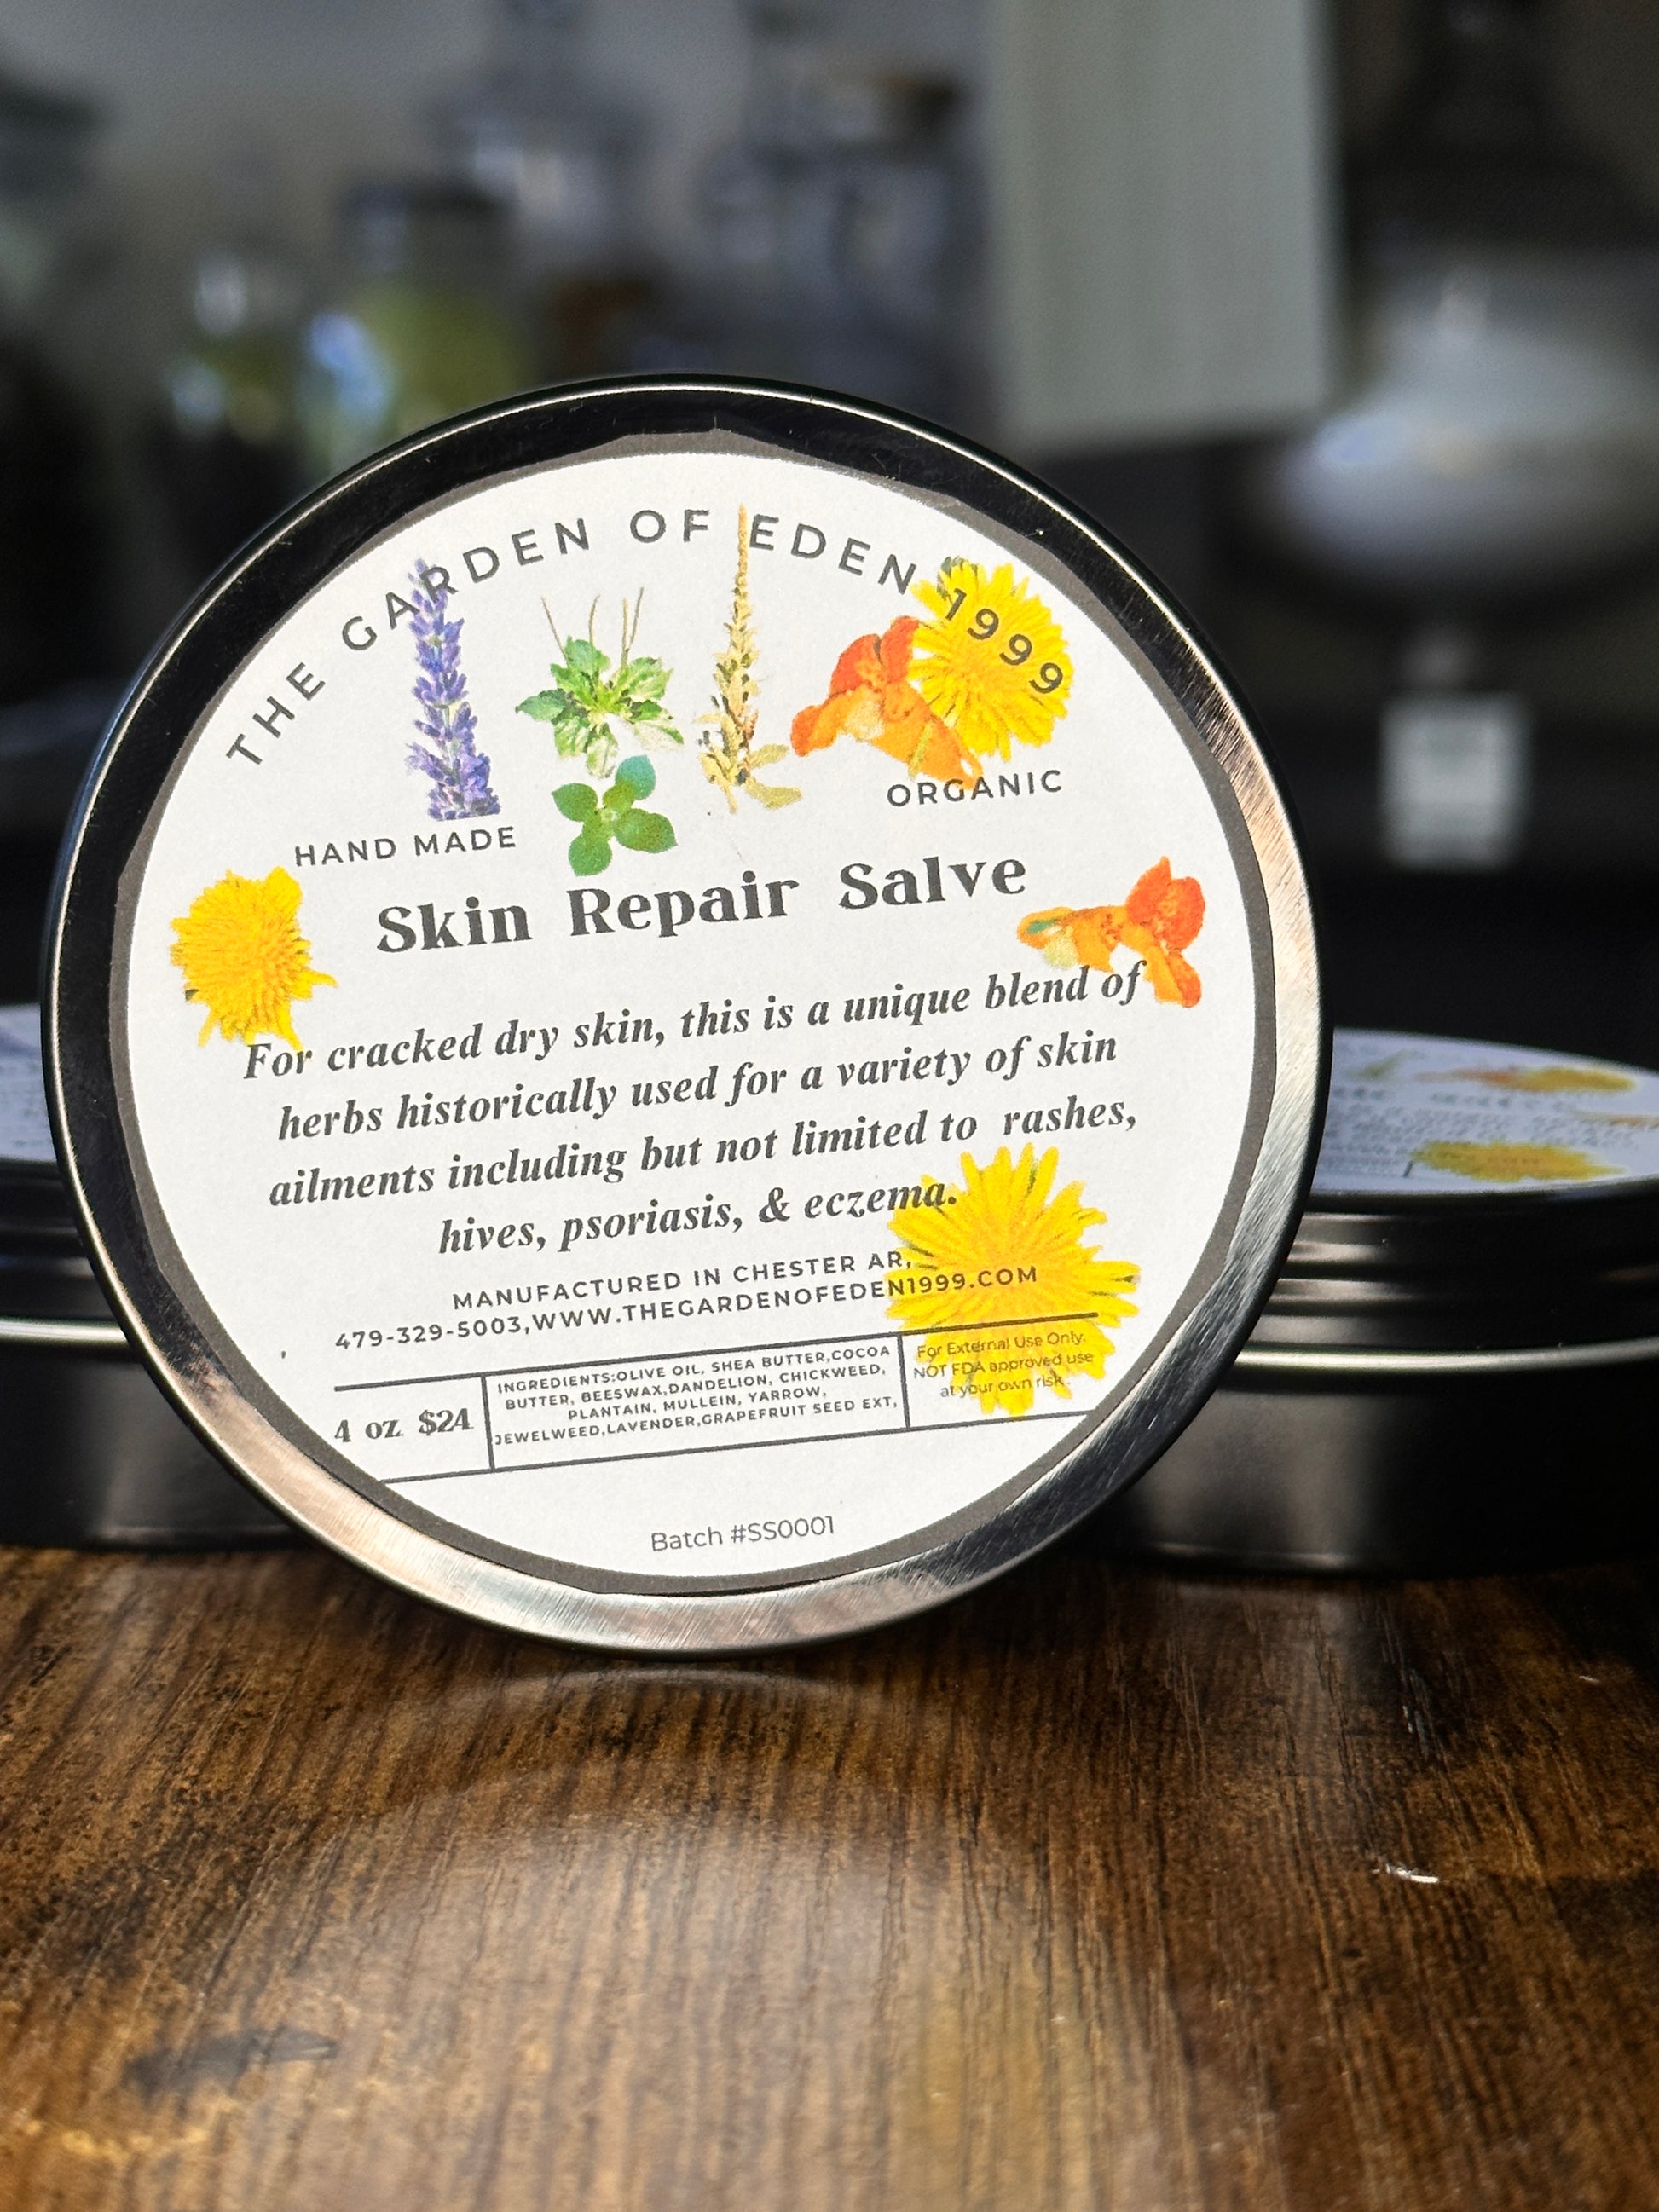 THE GARDEN OF EDEN 1999
HAND MADE
ORGANIC
Skin Repair Salve
For cracked dry skin, this is a unique blend of
herbs historically used for a variety of skin
ailments including but not limited to rashes,
hives, psoriasis, & eczema.
MANUFACTURED IN CHESTER AR,
479-329-5003,WWW.THEGARDENOFEDEN1999.COM
4 oz $24
INGREDIENTS:OLIVE OIL, SHEA BUTTER,COCOA
BUTTER, BEESWAX,DANDELION, CHICKWEED,
PLANTAIN, MULLEIN, YARROW,
JEWELWEED,LAVENDER,GRAPEFRUIT SEED EXT,
For External Use Only.
NOT FDA approved use
at your own risk.
Batch #SS0001